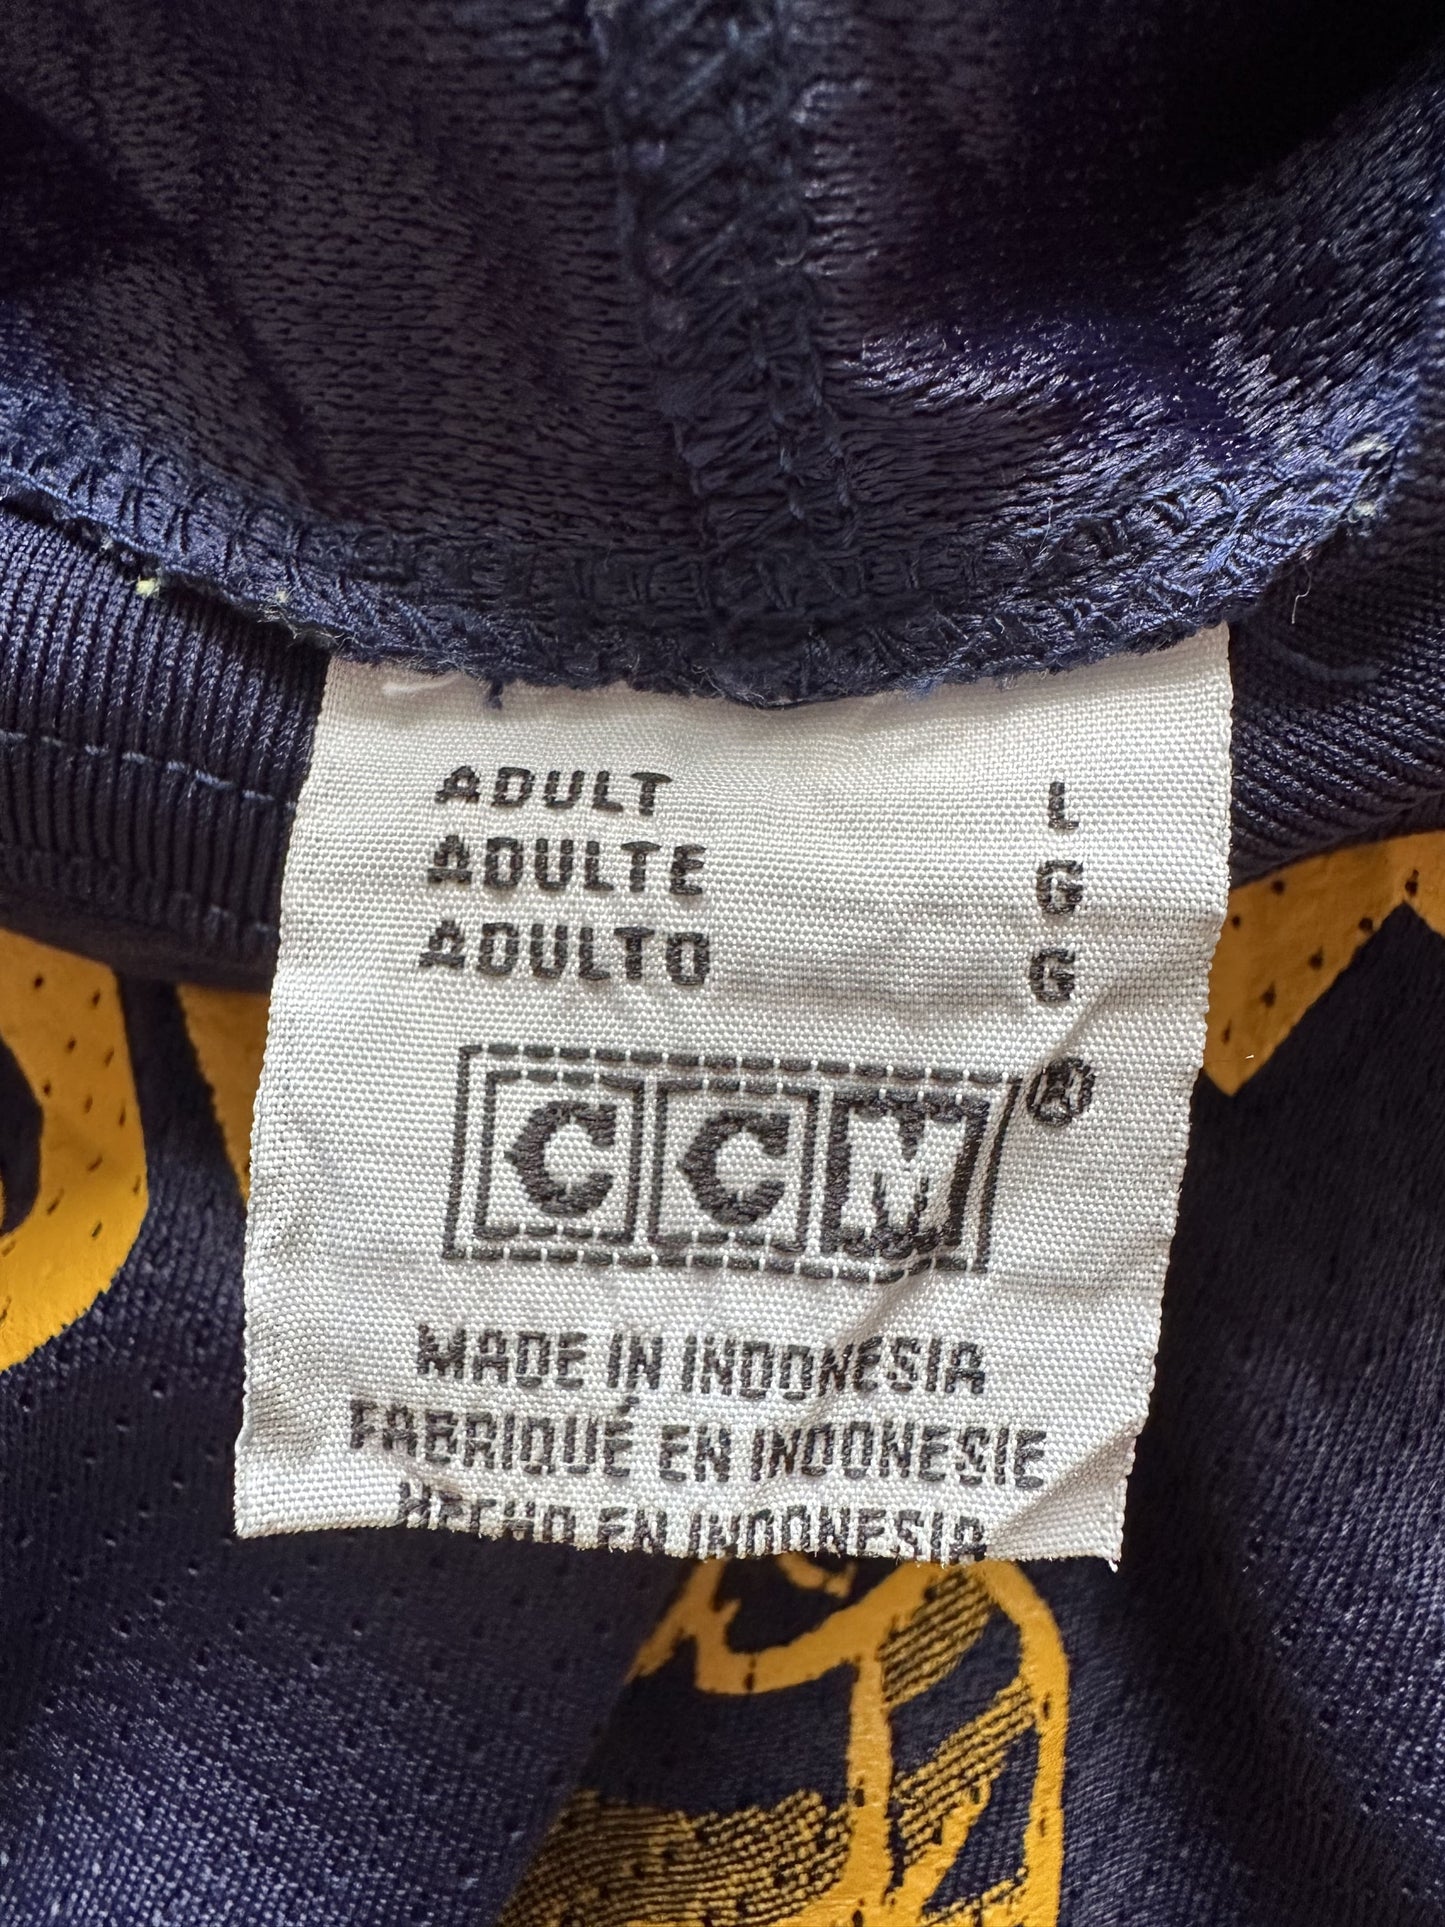 ADULT L
ADULTE G
ADULTO G
CCM®
MADE IN INDONESIA
FABRIQUÉ EN INDONESIE
HECHO EN INDONESIA